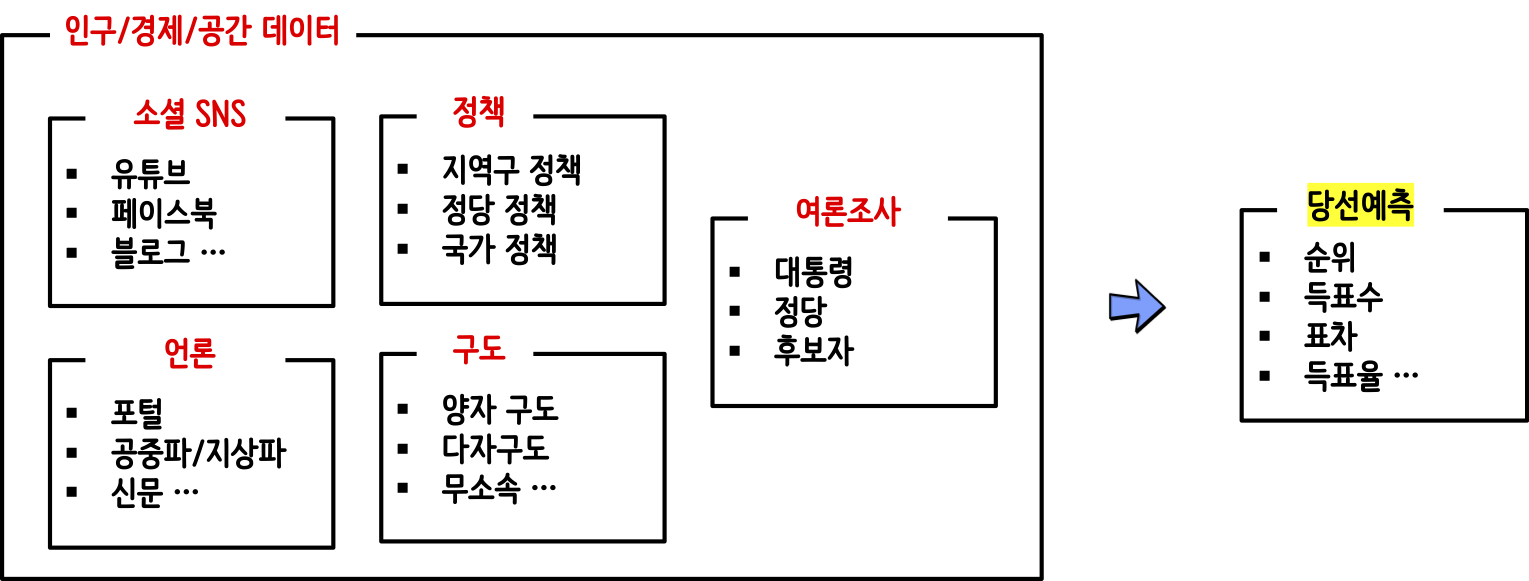 인구/경제/공간 데이터
소셜 SNS
▪ 유튜브
▪ 페이스북
▪ 블로그 …
정책
▪ 지역구 정책
▪ 정당 정책
▪ 국가 정책
언론
▪ 포털
▪ 공중파/지상파
▪ 신문 …
구도
▪ 양자 구도
▪ 다자구도
▪ 무소속 …
여론조사
▪ 대통령
▪ 정당
▪ 후보자
당선예측
▪ 순위
▪ 득표수
▪ 표차
▪ 득표율 …